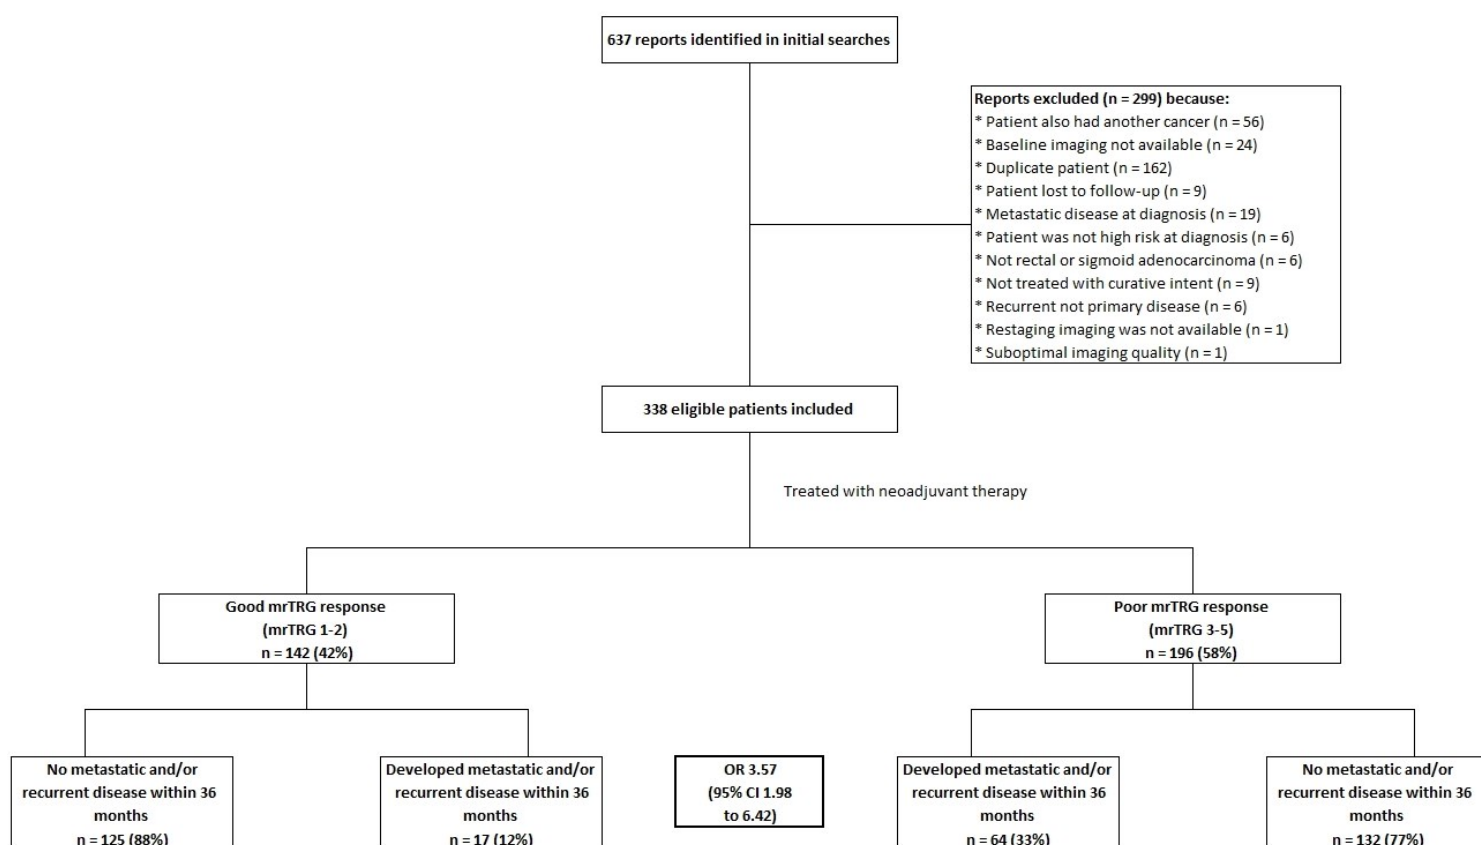 637 reports identified in initial searches
Reports excluded (n = 299) because:
* Patient also had another cancer (n = 56)
* Baseline imaging not available (n = 24)
* Duplicate patient (n = 162)
* Patient lost to follow-up (n = 9)
* Metastatic disease at diagnosis (n = 19)
* Patient was not high risk at diagnosis (n = 6)
* Not rectal or sigmoid adenocarcinoma (n = 6)
* Not treated with curative intent (n = 9)
* Recurrent not primary disease (n = 6)
* Restaging imaging was not available (n = 1)
* Suboptimal imaging quality (n = 1)
338 eligible patients included
Treated with neoadjuvant therapy
Good mrTRG response
(mrTRG 1-2)
n = 142 (42%)
Poor mrTRG response
(mrTRG 3-5)
n = 196 (58%)
No metastatic and/or
recurrent disease within 36
months
n = 125 (88%)
Developed metastatic and/or
recurrent disease within 36
months
n = 17 (12%)
OR 3.57
(95% CI 1.98
to 6.42)
Developed metastatic and/or
recurrent disease within 36
months
n = 64 (33%)
No metastatic and/or
recurrent disease within 36
months
n = 132 (77%)